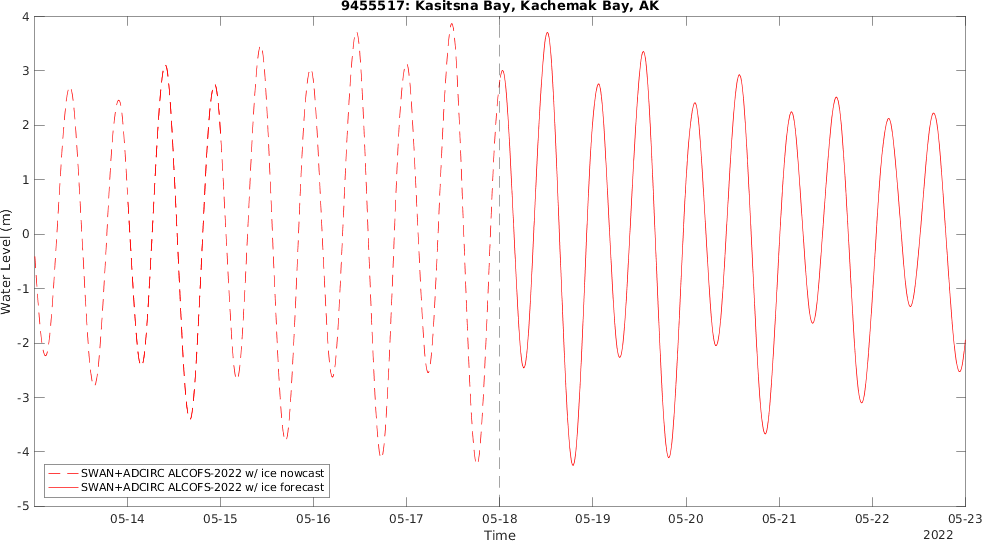 9455517: Kasitsna Bay, Kachemak Bay, AK
4
3
2
1
0
-1
-2
-3
-4
-5
Water Level (m)
SWAN+ADCIRC ALCOFS-2022 w/ ice nowcast
SWAN+ADCIRC ALCOFS-2022 w/ ice forecast
05-14 05-15 05-16 05-17 05-18 05-19 05-20 05-21 05-22 05-23
Time
2022